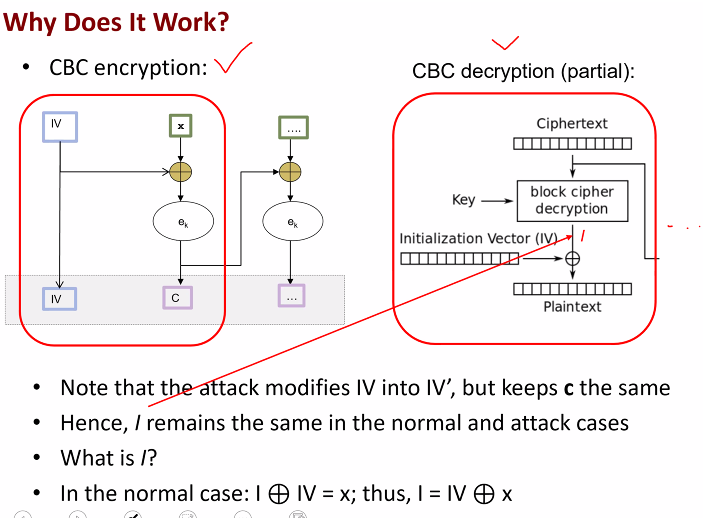 Why Does It Work?
• CBC encryption:
CBC decryption (partial):
IV
x
....
e_k
e_k
IV
C
...
Ciphertext
Key
block cipher
decryption
Initialization Vector (IV)
I
Plaintext
• Note that the attack modifies IV into IV’, but keeps c the same
• Hence, I remains the same in the normal and attack cases
• What is I?
• In the normal case: I ⊕ IV = x; thus, I = IV ⊕ x